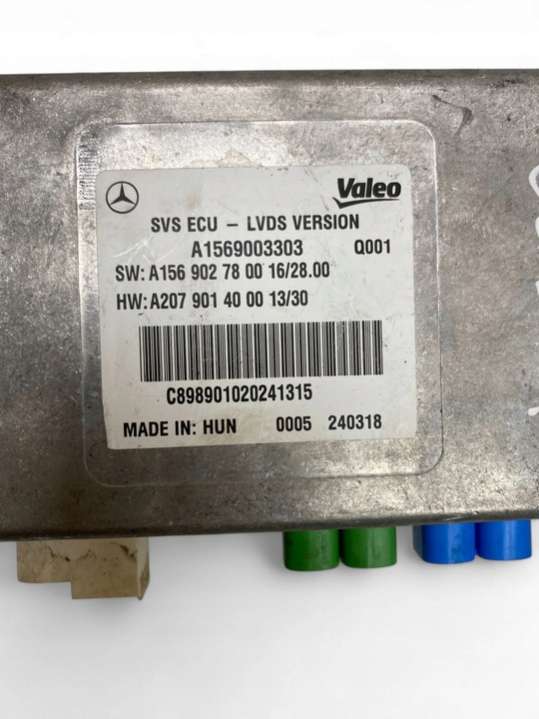 Valeo
SVS ECU – LVDS VERSION
A1569003303 Q001
SW: A156 902 78 00 16/28.00
HW: A207 901 40 00 13/30
C898901020241315
MADE IN: HUN 0005 240318